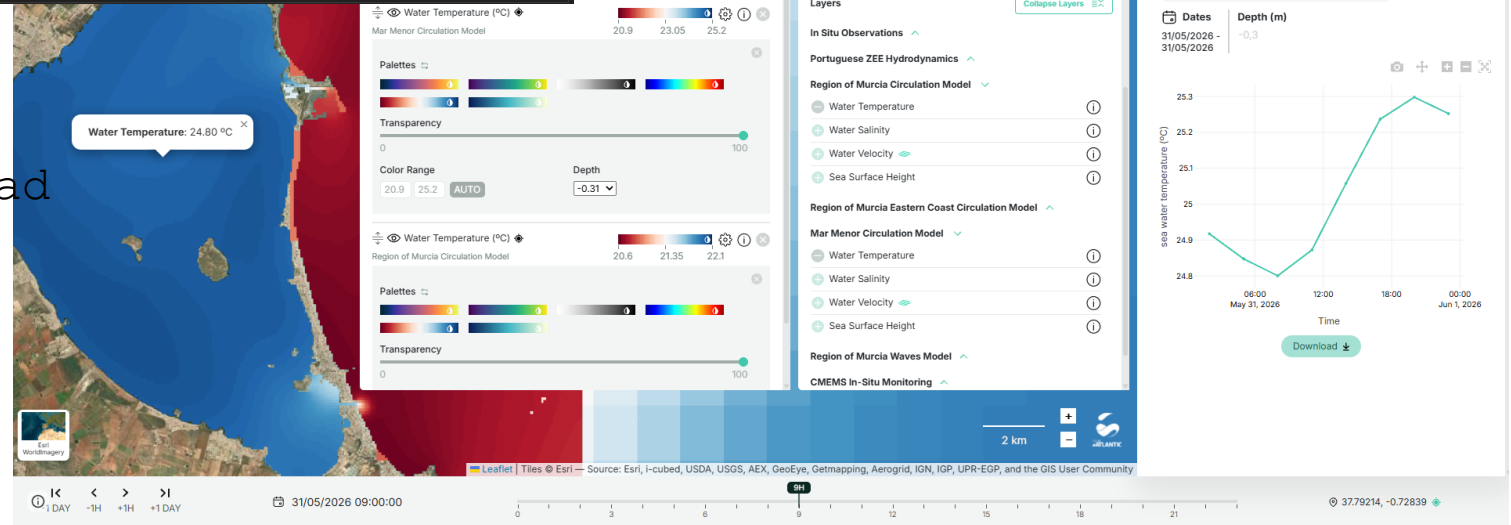 ad
Water Temperature: 24.80 ºC ×
Esri
WorldImagery
Water Temperature (ºC)
Mar Menor Circulation Model
20.9 23.05 25.2
Palettes
Transparency
0 100
Color Range Depth
20.9 25.2 AUTO -0.31
Water Temperature (ºC)
Region of Murcia Circulation Model
20.6 21.35 22.1
Palettes
Transparency
0 100
Layers Collapse Layers
In Situ Observations
Portuguese ZEE Hydrodynamics
Region of Murcia Circulation Model
Water Temperature
Water Salinity
Water Velocity
Sea Surface Height
Region of Murcia Eastern Coast Circulation Model
Mar Menor Circulation Model
Water Temperature
Water Salinity
Water Velocity
Sea Surface Height
Region of Murcia Waves Model
CMEMS In-Situ Monitoring
2 km
+
−
Leaflet | Tiles © Esri — Source: Esri, i-cubed, USDA, USGS, AEX, GeoEye, Getmapping, Aerogrid, IGN, IGP, UPR-EGP, and the GIS User Community
Dates Depth (m)
31/05/2026 - -0,3
31/05/2026
sea water temperature (ºC)
25.3
25.2
25.1
25
24.9
24.8
06:00 12:00 18:00 00:00
May 31, 2026 Jun 1, 2026
Time
Download
DAY -1H +1H +1 DAY
31/05/2026 09:00:00
9H
0 3 6 9 12 15 18 21
37.79214, -0.72839